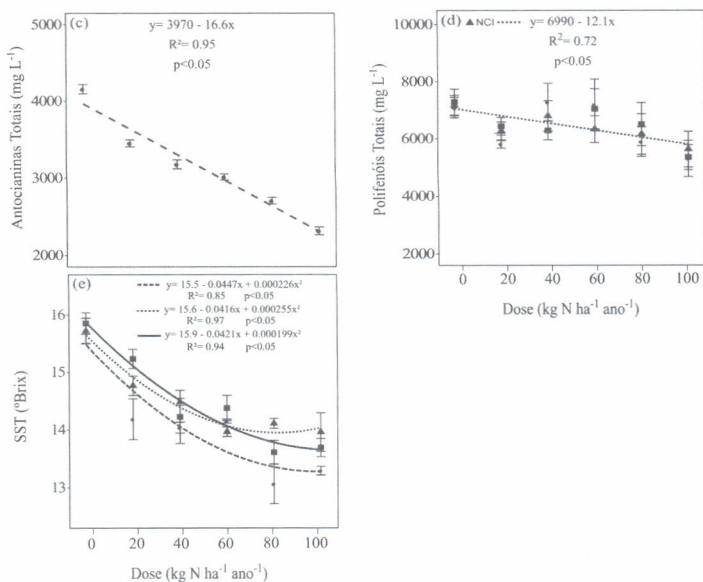 (c)
y= 3970 - 16.6x
R²= 0.95
p<0.05
Antocianinas Totais (mg L⁻¹)
4000
3000
2000
(d) ▲ NCI
y= 6990 - 12.1x
R²= 0.72
p<0.05
Polifenóis Totais (mg L⁻¹)
10000
8000
6000
4000
2000
0 20 40 60 80 100
Dose (kg N ha⁻¹ ano⁻¹)
(e)
y= 15.5 - 0.0447x + 0.000226x²
R²= 0.85 p<0.05
y= 15.6 - 0.0416x + 0.000255x²
R²= 0.97 p<0.05
y= 15.9 - 0.0421x + 0.000199x²
R²= 0.94 p<0.05
SST (ºBrix)
16
15
14
13
0 20 40 60 80 100
Dose (kg N ha⁻¹ ano⁻¹)